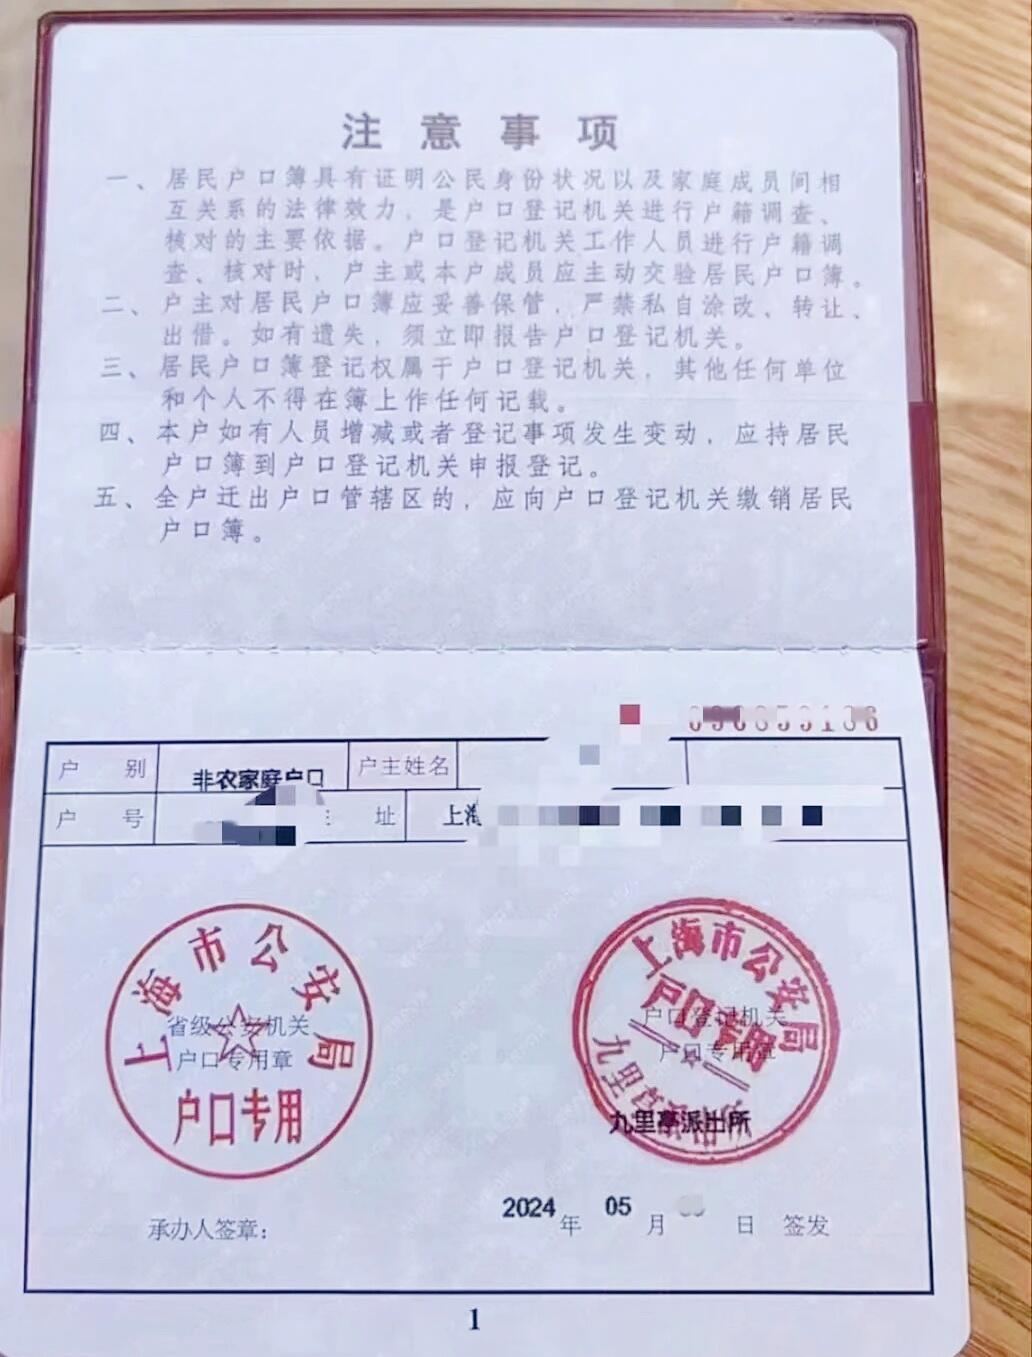 注意事项
一、居民户口簿具有证明公民身份状况以及家庭成员间相
互关系的法律效力，是户口登记机关进行户籍调查、
核对的主要依据。户口登记机关工作人员进行户籍调
查、核对时，户主或本户成员应主动交验居民户口簿。
二、户主对居民户口簿应妥善保管，严禁私自涂改、转让、
出借。如有遗失，须立即报告户口登记机关。
三、居民户口簿登记权属于户口登记机关，其他任何单位
和个人不得在簿上作任何记载。
四、本户如有人员增减或者登记事项发生变动，应持居民
户口簿到户口登记机关申报登记。
五、全户迁出户口管辖区的，应向户口登记机关缴销居民
户口簿。
户别 非农家庭户口 户主姓名
户号 址 上海
上海市公安局
省级公安机关
户口专用章
户口专用
上海市公安局
户口专用
户口登记机关
户口专用章
九里亭派出所
承办人签章：
2024年05月 日 签发
1